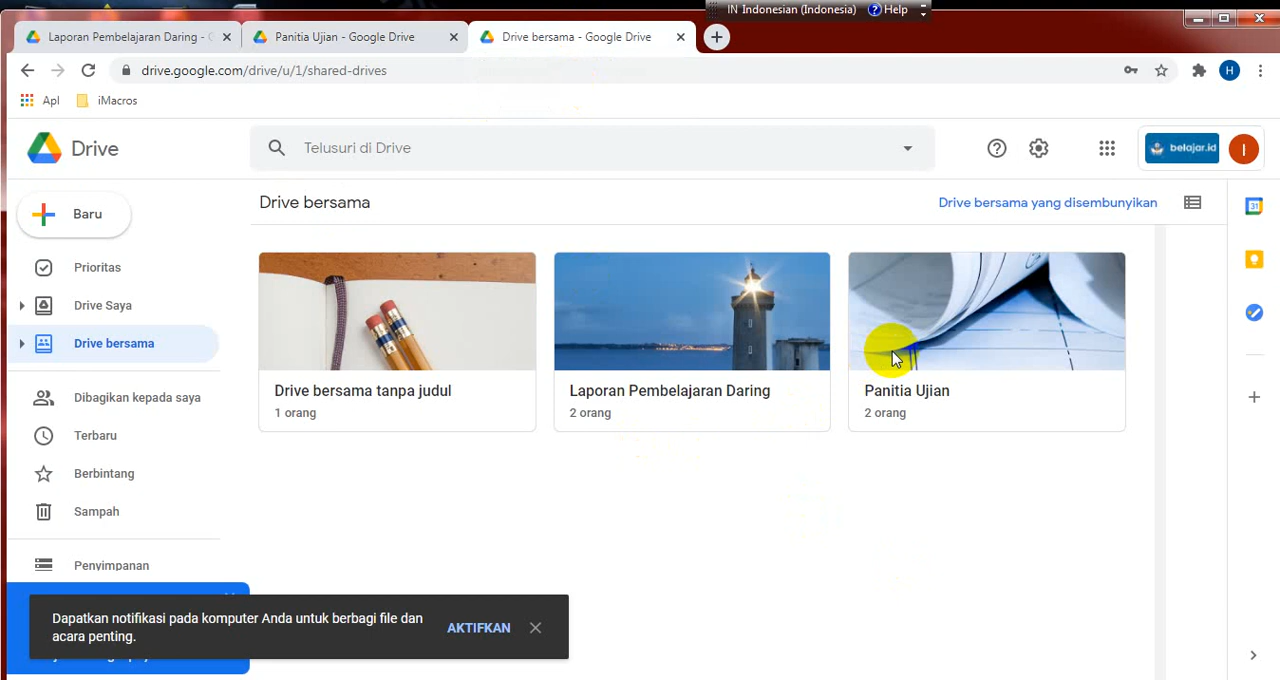 IN Indonesian (Indonesia) Help
Laporan Pembelajaran Daring - G
Panitia Ujian - Google Drive
Drive bersama - Google Drive
drive.google.com/drive/u/1/shared-drives
H
Apl
iMacros
Drive
Telusuri di Drive
belajar.id
I
Baru
Drive bersama
Drive bersama yang disembunyikan
31
Prioritas
Drive Saya
Drive bersama
Dibagikan kepada saya
Terbaru
Berbintang
Sampah
Penyimpanan
Drive bersama tanpa judul
1 orang
Laporan Pembelajaran Daring
2 orang
Panitia Ujian
2 orang
Dapatkan notifikasi pada komputer Anda untuk berbagi file dan
acara penting.
AKTIFKAN